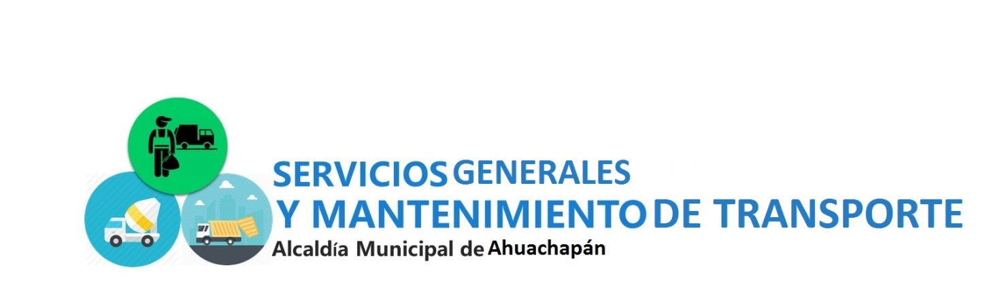 SERVICIOS GENERALES
Y MANTENIMIENTO DE TRANSPORTE
Alcaldía Municipal de Ahuachapán